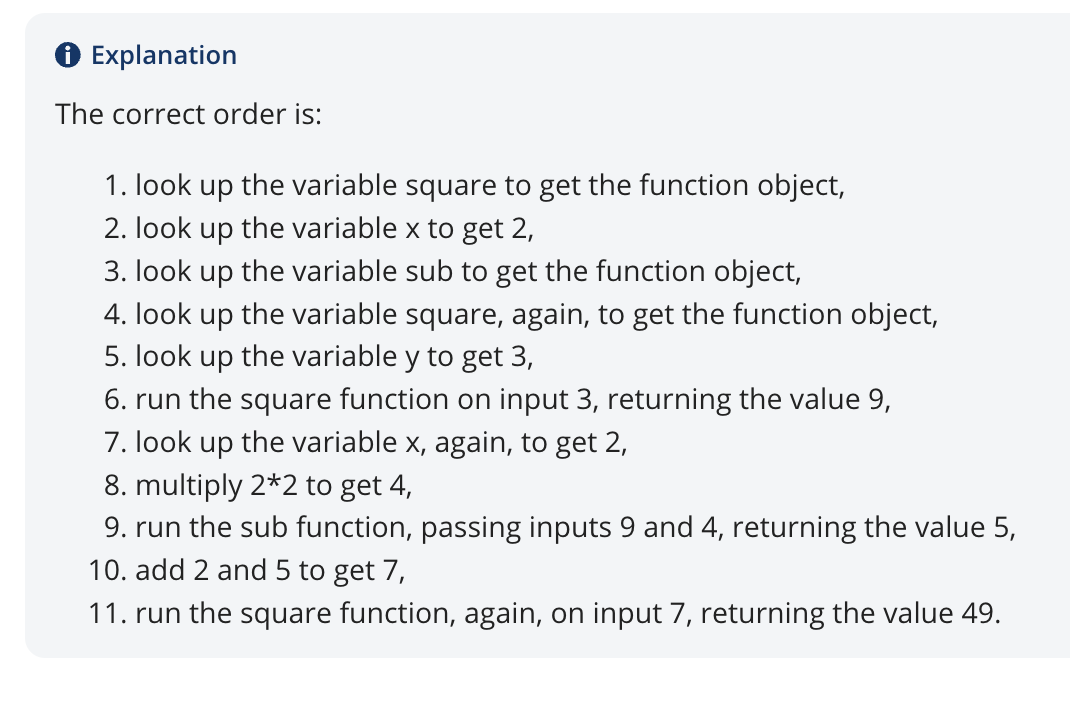 Explanation
The correct order is:
1. look up the variable square to get the function object,
2. look up the variable x to get 2,
3. look up the variable sub to get the function object,
4. look up the variable square, again, to get the function object,
5. look up the variable y to get 3,
6. run the square function on input 3, returning the value 9,
7. look up the variable x, again, to get 2,
8. multiply 2*2 to get 4,
9. run the sub function, passing inputs 9 and 4, returning the value 5,
10. add 2 and 5 to get 7,
11. run the square function, again, on input 7, returning the value 49.